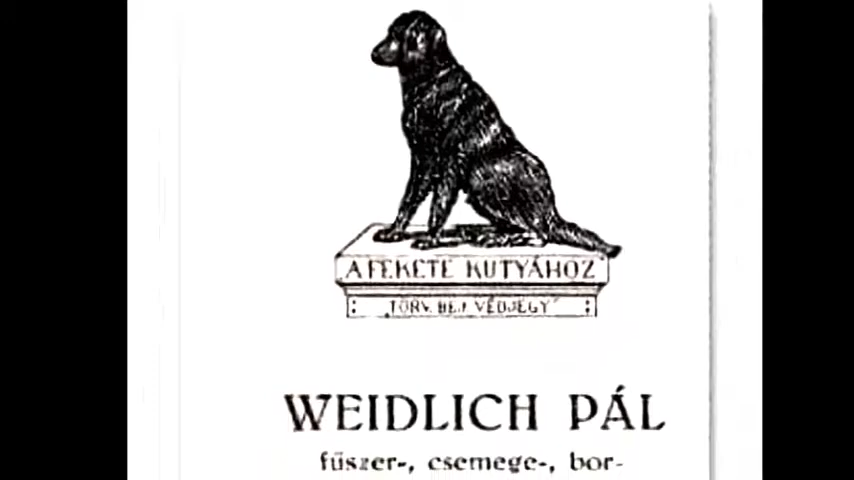 A FEKETE KUTYÁHOZ
„TÖRV. BEJ. VÉDJEGY”
WEIDLICH PÁL
fűszer-, csemege-, bor-